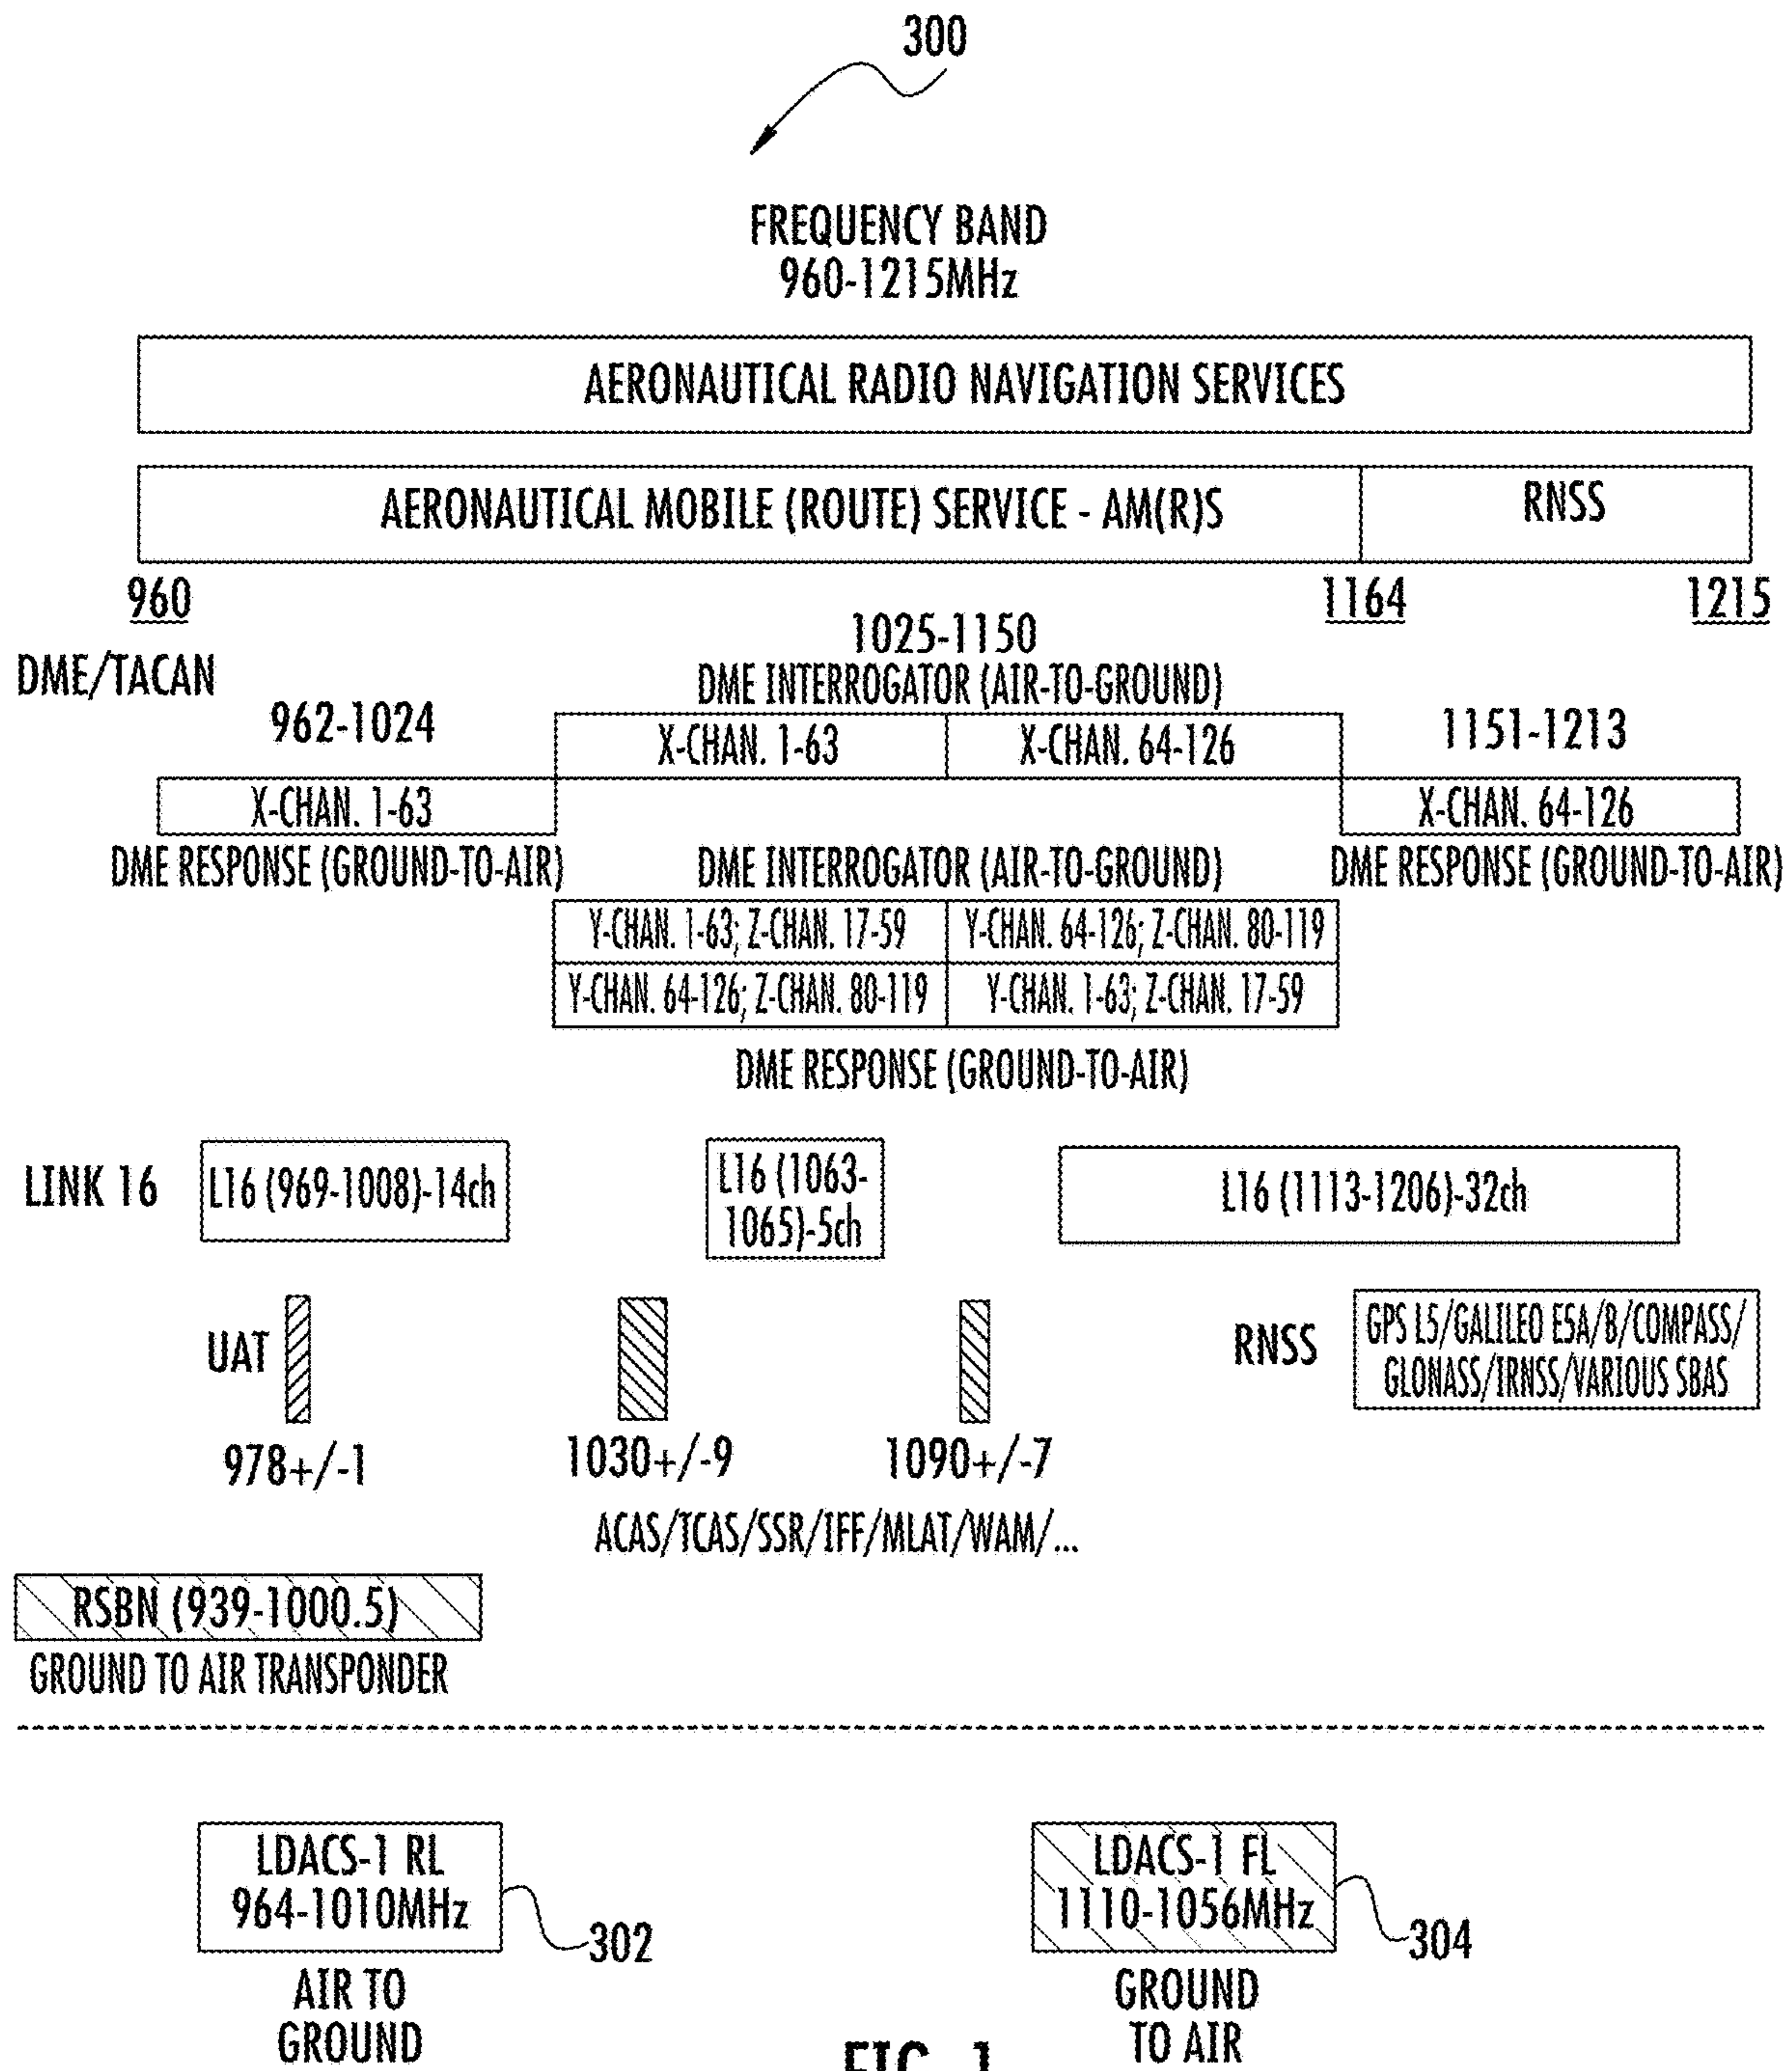 300
FREQUENCY BAND
960-1215MHz
AERONAUTICAL RADIO NAVIGATION SERVICES
AERONAUTICAL MOBILE (ROUTE) SERVICE - AM(R)S
RNSS
960
1164
1215
DME/TACAN
1025-1150
DME INTERROGATOR (AIR-TO-GROUND)
962-1024
X-CHAN. 1-63
X-CHAN. 64-126
1151-1213
X-CHAN. 1-63
X-CHAN. 64-126
DME RESPONSE (GROUND-TO-AIR)
DME INTERROGATOR (AIR-TO-GROUND)
DME RESPONSE (GROUND-TO-AIR)
Y-CHAN. 1-63; Z-CHAN. 17-59
Y-CHAN. 64-126; Z-CHAN. 80-119
Y-CHAN. 64-126; Z-CHAN. 80-119
Y-CHAN. 1-63; Z-CHAN. 17-59
DME RESPONSE (GROUND-TO-AIR)
LINK 16
L16 (969-1008)-14ch
L16 (1063-
1065)-5ch
L16 (1113-1206)-32ch
UAT
RNSS
GPS L5/GALILEO E5A/B/COMPASS/
GLONASS/IRNSS/VARIOUS SBAS
978+/-1
1030+/-9
1090+/-7
ACAS/TCAS/SSR/IFF/MLAT/WAM/...
RSBN (939-1000.5)
GROUND TO AIR TRANSPONDER
LDACS-1 RL
964-1010MHz
302
AIR TO
GROUND
LDACS-1 FL
1110-1056MHz
304
GROUND
TO AIR
FIG. 1